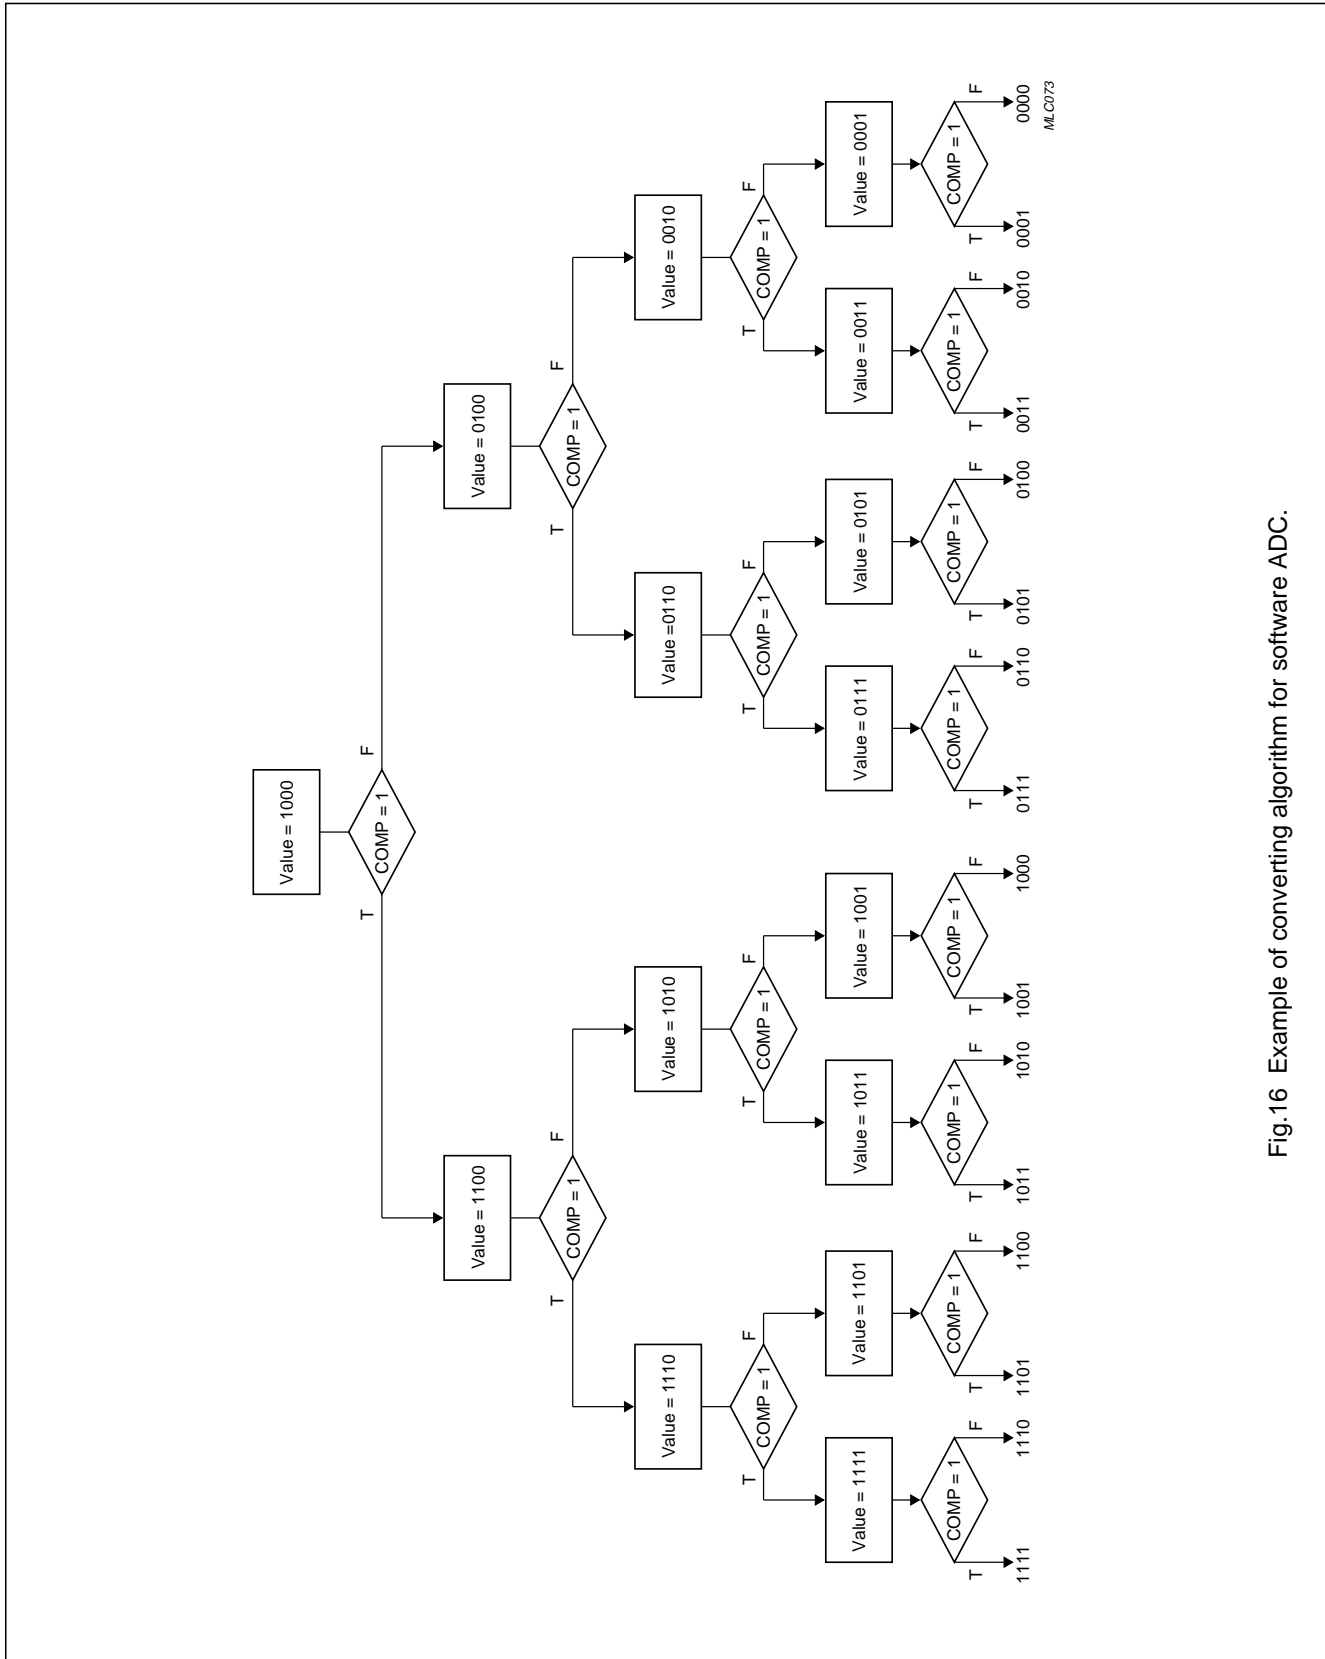 Value = 1000
COMP = 1
T
F
Value = 1100
Value = 0100
COMP = 1
COMP = 1
T
F
T
F
Value = 1110
Value = 1010
Value =0110
Value = 0010
COMP = 1
COMP = 1
COMP = 1
COMP = 1
T
F
T
F
T
F
T
F
Value = 1111
Value = 1101
Value = 1011
Value = 1001
Value = 0111
Value = 0101
Value = 0011
Value = 0001
COMP = 1
COMP = 1
COMP = 1
COMP = 1
COMP = 1
COMP = 1
COMP = 1
COMP = 1
T
F
T
F
T
F
T
F
T
F
T
F
T
F
T
F
1111
1110
1101
1100
1011
1010
1001
1000
0111
0110
0101
0100
0011
0010
0001
0000
MLC073
Fig.16 Example of converting algorithm for software ADC.